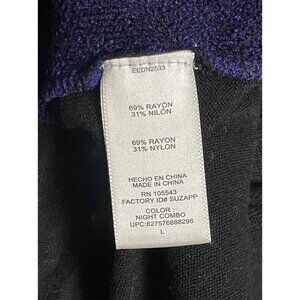 EEDN2533
69% RAYON
31% NILÓN
69% RAYON
31% NYLON
HECHO EN CHINA
MADE IN CHINA
RN 105543
FACTORY ID# SUZAPP
COLOR :
NIGHT COMBO
UPC:827576888296
L